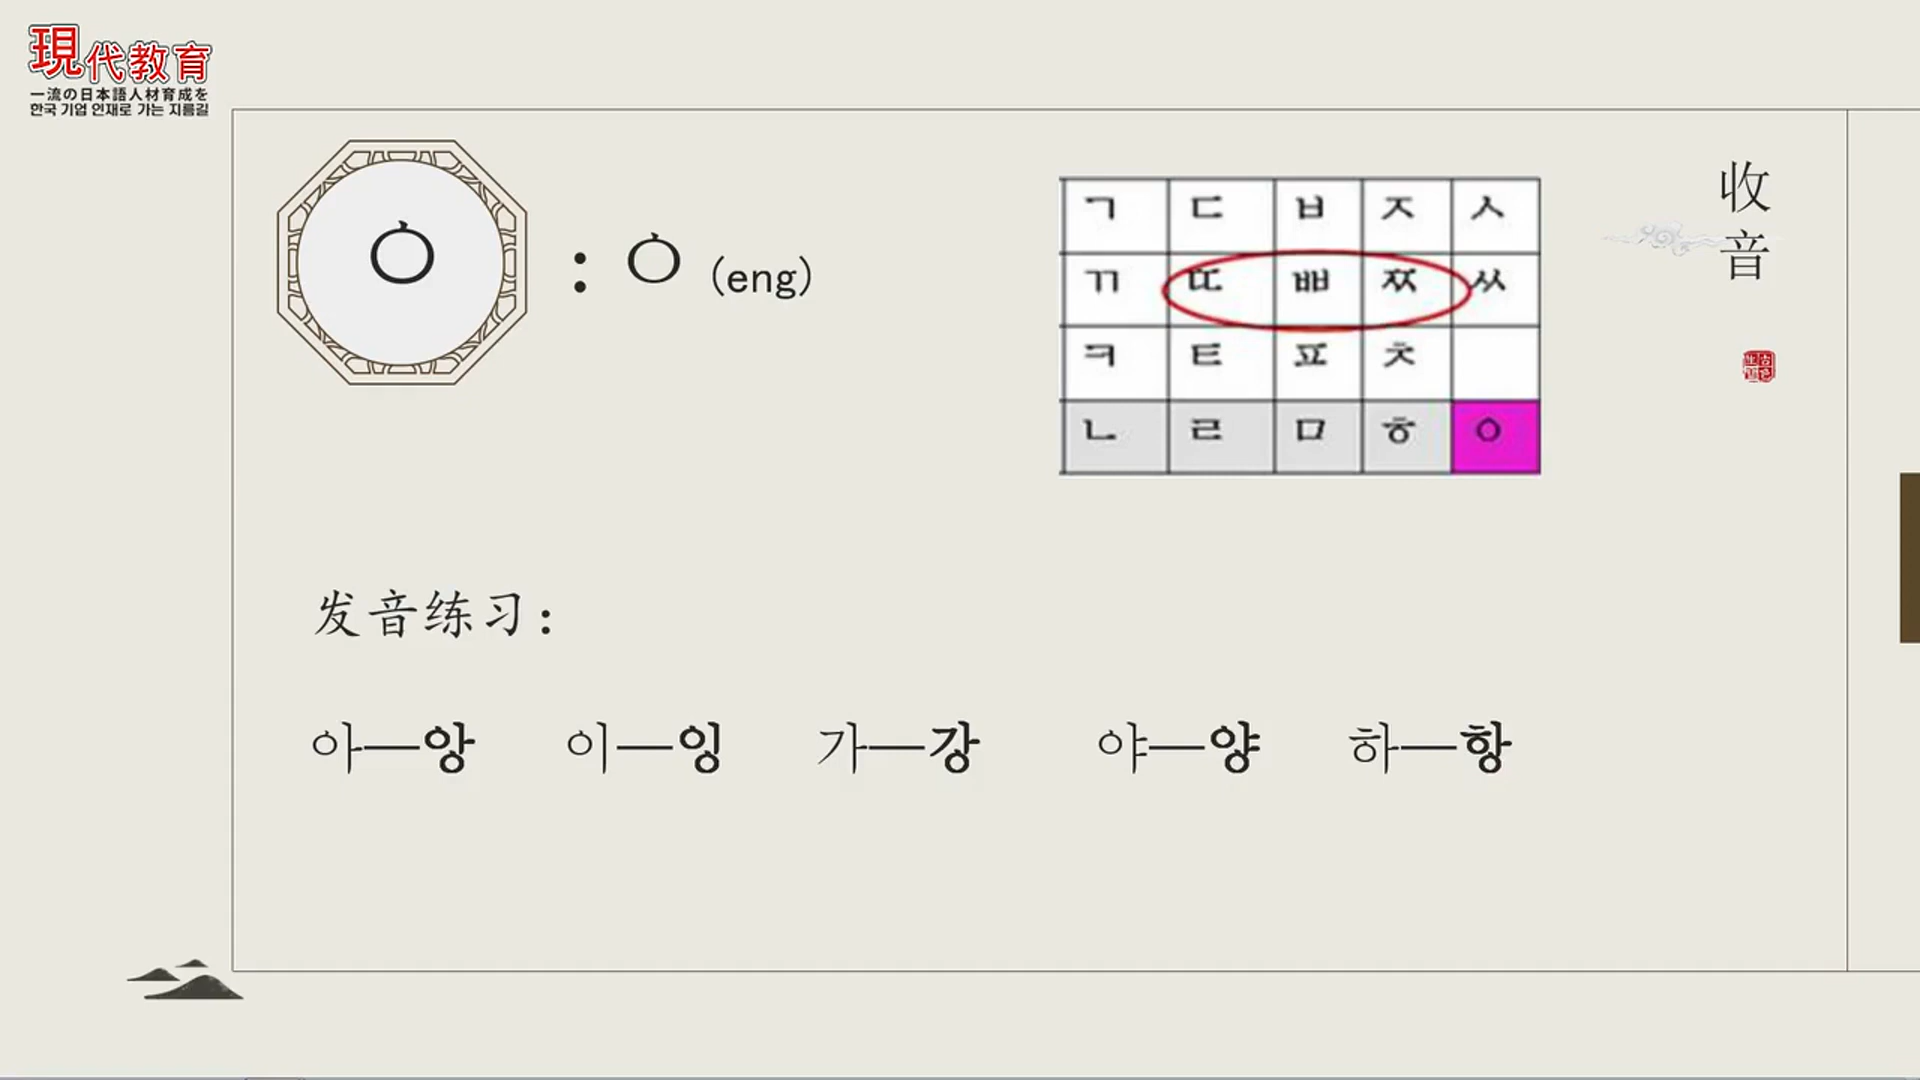 現代教育
一流の日本語人材育成を
한국 기업 인재로 가는 지름길
ㅇ : ㅇ (eng)
ㄱ ㄷ ㅂ ㅈ ㅅ
ㄲ ㄸ ㅃ ㅉ ㅆ
ㅋ ㅌ ㅍ ㅊ
ㄴ ㄹ ㅁ ㅎ ㅇ
收音
发音练习：
아—앙 이—잉 가—강 야—양 하—항